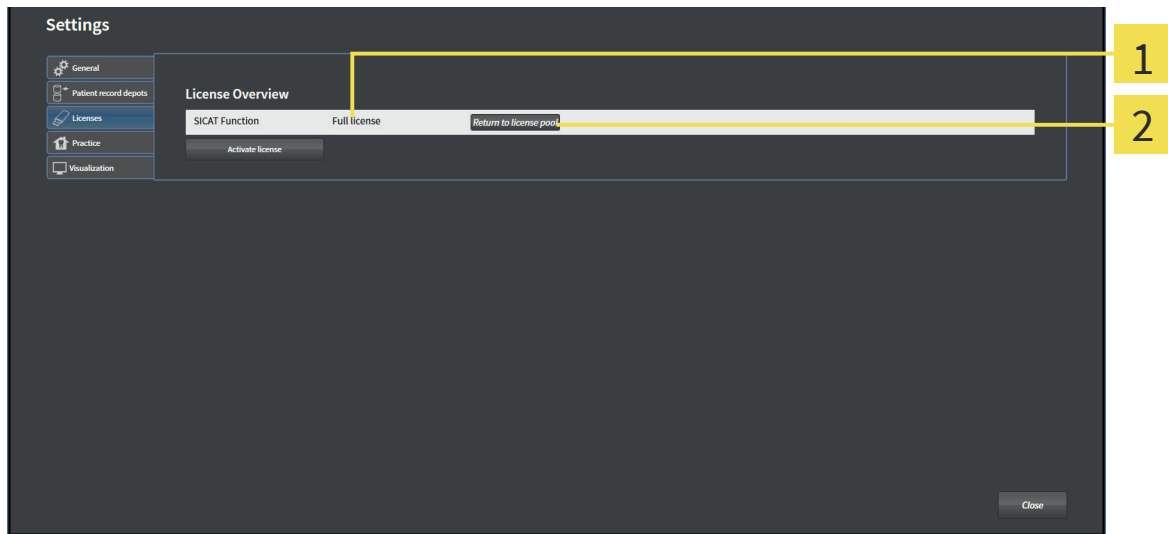 Settings
General
Patient record depots
Licenses
Practice
Visualization
License Overview
SICAT Function Full license Return to license pool
Activate license
Close
1
2